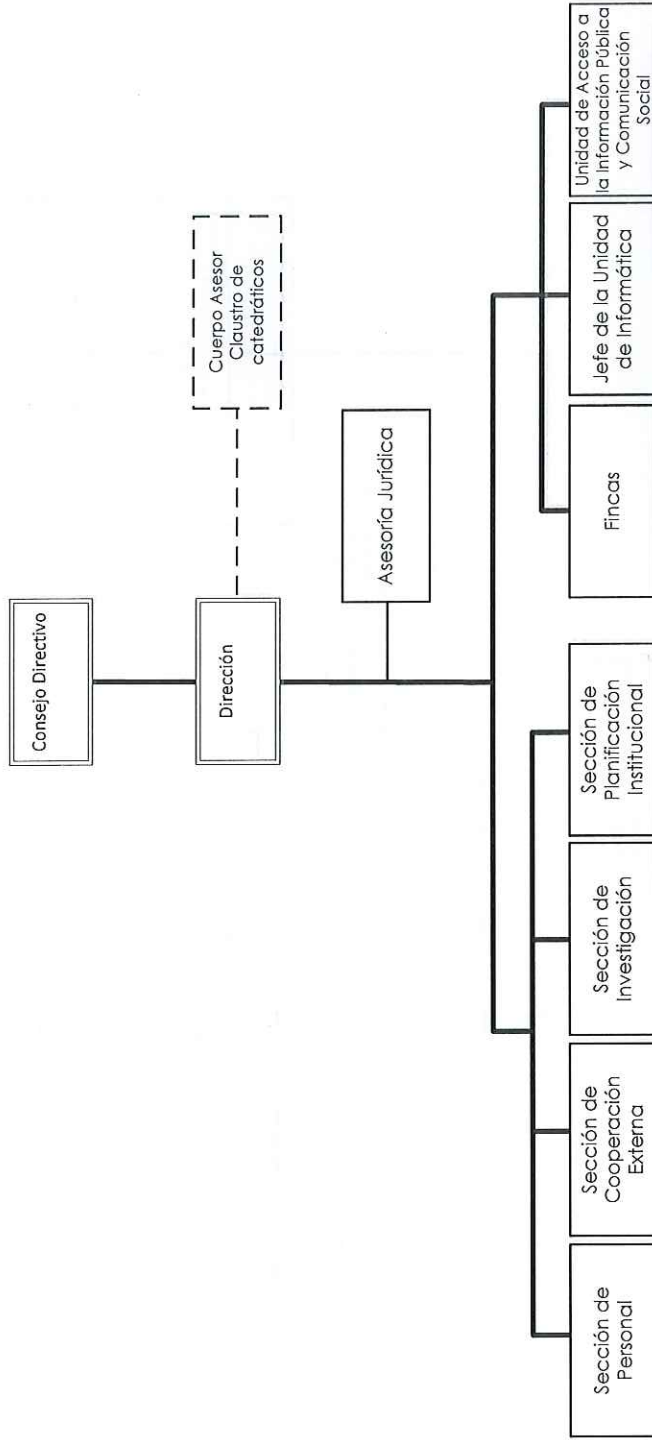 Consejo Directivo
Dirección
Cuerpo Asesor
Claustro de
catedráticos
Asesoría Jurídica
Sección de
Personal
Sección de
Cooperación
Externa
Sección de
Investigación
Sección de
Planificación
Institucional
Fincas
Jefe de la Unidad
de Informática
Unidad de Acceso a
la Información Pública
y Comunicación
Social